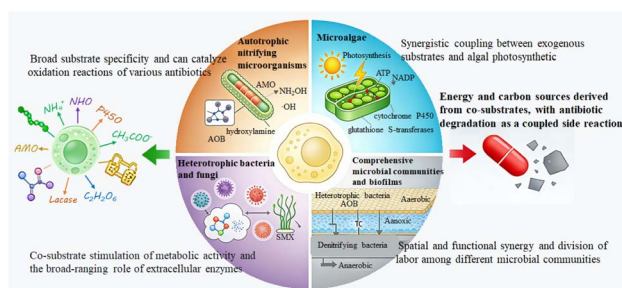 Broad substrate specificity and can catalyze
oxidation reactions of various antibiotics
NH₄⁺
NHO
P450
CH₃COO⁻
AMO
Lacase
C₂H₂O₆
Autotrophic
nitrifying
microorganisms
AMO
NH₂OH
·OH
hydroxylamine
AOB
Microalgae
Photosynthesis
ATP
NADP
cytochrome P450
glutathione S-transferases
Synergistic coupling between exogenous
substrates and algal photosynthetic
Energy and carbon sources derived
from co-substrates, with antibiotic
degradation as a coupled side reaction
Heterotrophic bacteria
and fungi
SMX
Co-substrate stimulation of metabolic activity and
the broad-ranging role of extracellular enzymes
Comprehensive
microbial communities
and biofilms
Heterotrophic bacteria
AOB
Aaerobic
TC
Aanoxic
Denitrifying bacteria
Anaerobic
Spatial and functional synergy and division of
labor among different microbial communities